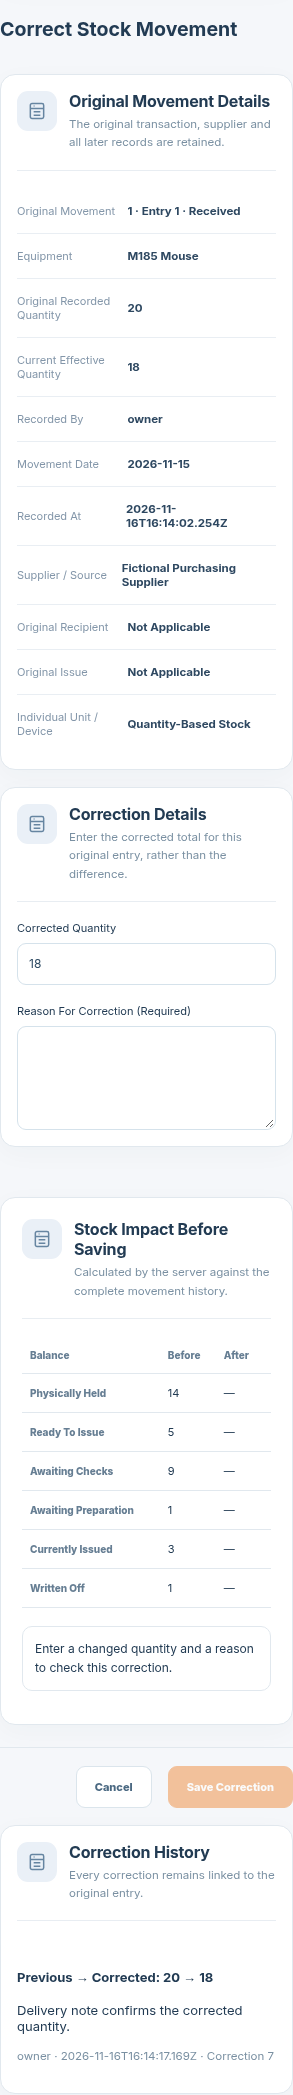 Correct Stock Movement
Original Movement Details
The original transaction, supplier and
all later records are retained.
Original Movement 1 · Entry 1 · Received
Equipment M185 Mouse
Original Recorded
Quantity
20
Current Effective
Quantity
18
Recorded By owner
Movement Date 2026-11-15
Recorded At
2026-11-
16T16:14:02.254Z
Supplier / Source
Fictional Purchasing
Supplier
Original Recipient Not Applicable
Original Issue Not Applicable
Individual Unit /
Device
Quantity-Based Stock
Correction Details
Enter the corrected total for this
original entry, rather than the
difference.
Corrected Quantity
18
Reason For Correction (Required)
Stock Impact Before
Saving
Calculated by the server against the
complete movement history.
Balance Before After
Physically Held 14 —
Ready To Issue 5 —
Awaiting Checks 9 —
Awaiting Preparation 1 —
Currently Issued 3 —
Written Off 1 —
Enter a changed quantity and a reason
to check this correction.
Cancel Save Correction
Correction History
Every correction remains linked to the
original entry.
Previous → Corrected: 20 → 18
Delivery note confirms the corrected
quantity.
owner · 2026-11-16T16:14:17.169Z · Correction 7